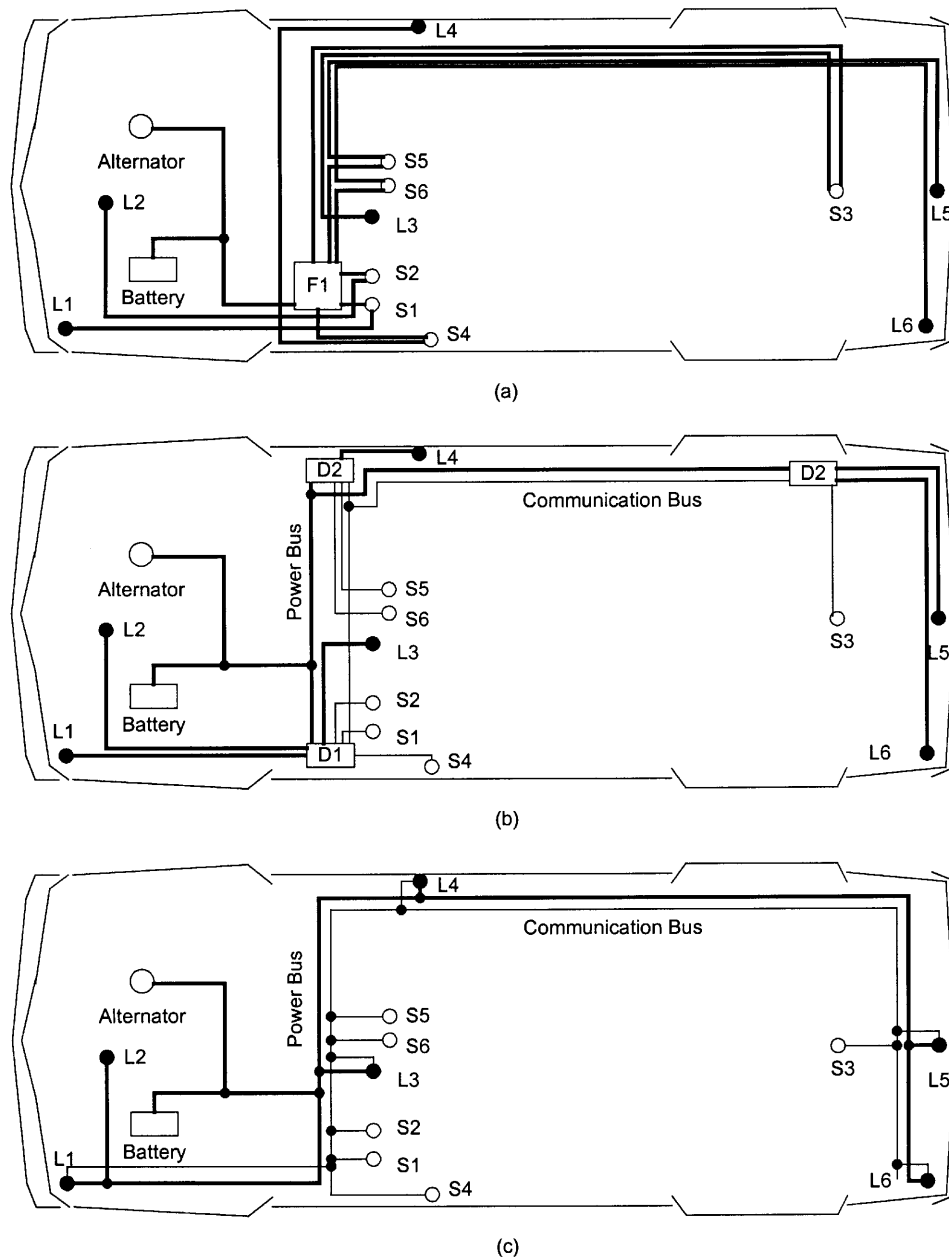 L4
Alternator
S5
L2
S6
S3
L5
L3
Battery
F1
S2
L1
S1
L6
S4
(a)
D2
L4
D2
Communication Bus
Power Bus
Alternator
S5
L2
S6
S3
L3
L5
Battery
S2
L1
S1
D1
S4
L6
(b)
L4
Communication Bus
Power Bus
Alternator
S5
L2
S6
S3
L3
L5
Battery
S2
L1
S1
S4
L6
(c)